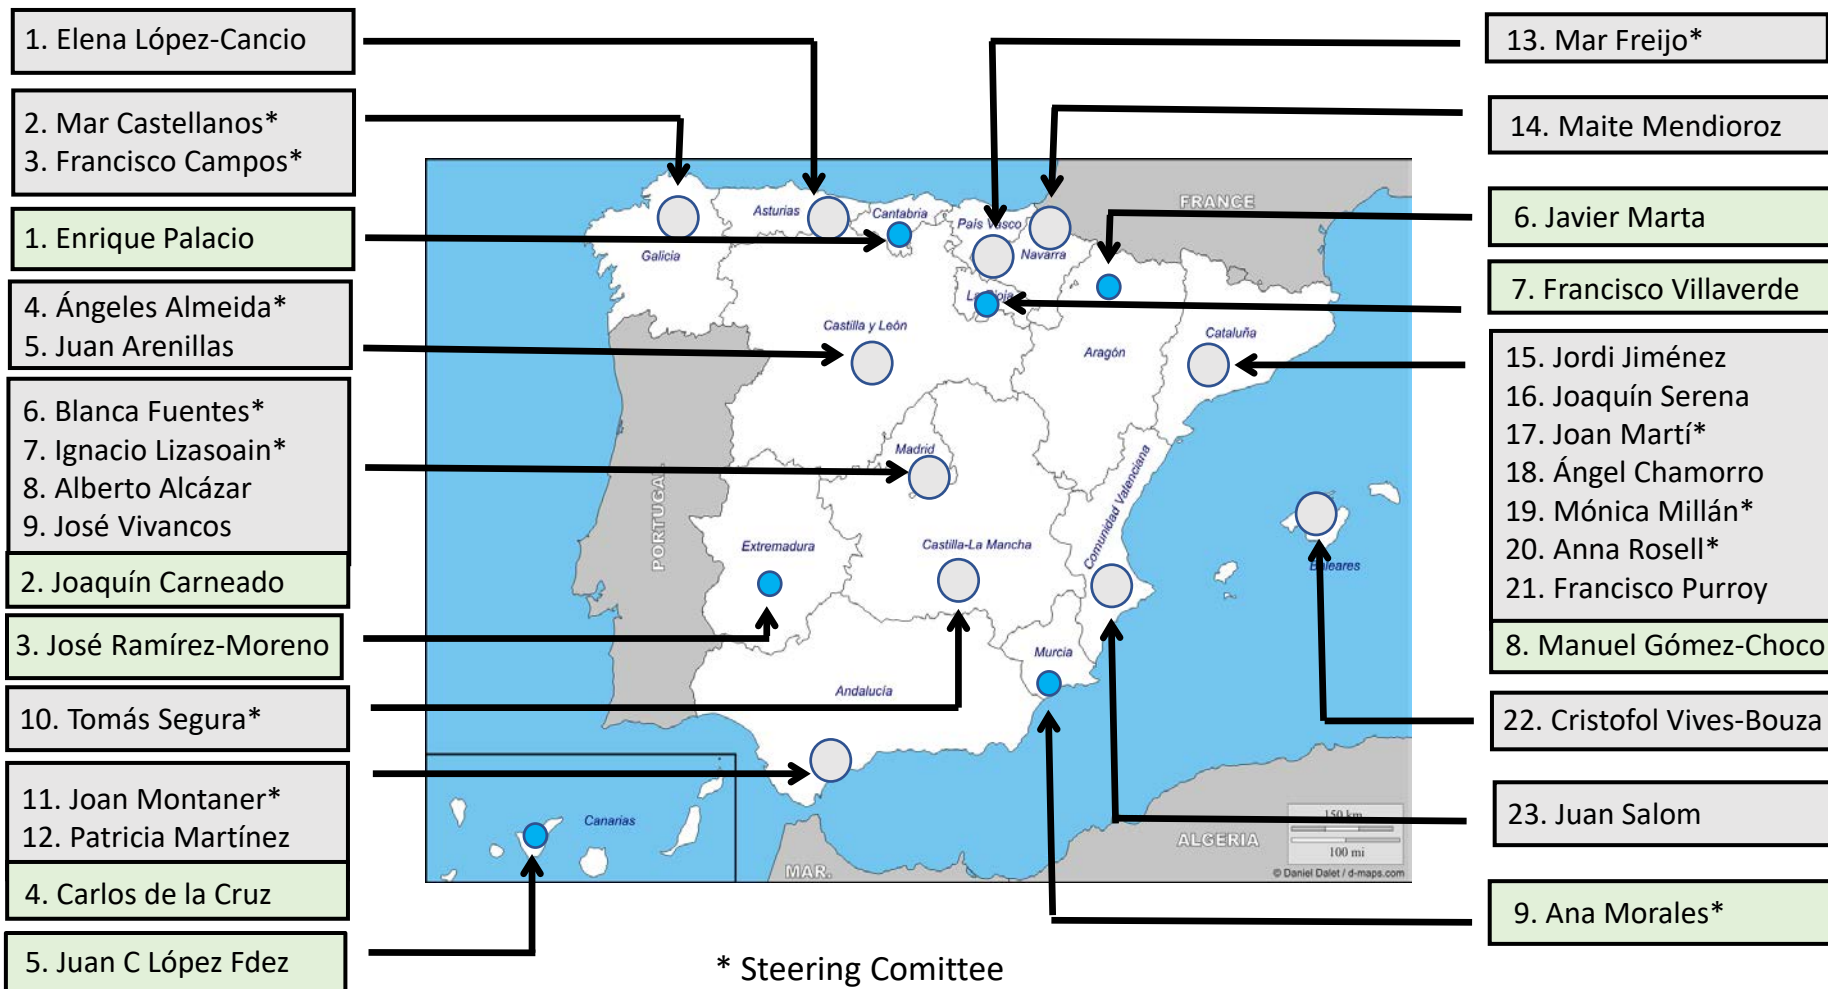 1. Elena López-Cancio
2. Mar Castellanos*
3. Francisco Campos*
1. Enrique Palacio
4. Ángeles Almeida*
5. Juan Arenillas
6. Blanca Fuentes*
7. Ignacio Lizasoain*
8. Alberto Alcázar
9. José Vivancos
2. Joaquín Carneado
3. José Ramírez-Moreno
10. Tomás Segura*
11. Joan Montaner*
12. Patricia Martínez
4. Carlos de la Cruz
5. Juan C López Fdez
Asturias
Cantabria
País Vasco
FRANCE
Galicia
Navarra
La Rioja
Castilla y León
Cataluña
Aragón
Madrid
Comunidad Valenciana
PORTUGAL
Extremadura
Castilla-La Mancha
Baleares
Murcia
Andalucía
Canarias
150 km
ALGERIA
100 mi
MAR.
© Daniel Dalet / d-maps.com
13. Mar Freijo*
14. Maite Mendioroz
6. Javier Marta
7. Francisco Villaverde
15. Jordi Jiménez
16. Joaquín Serena
17. Joan Martí*
18. Ángel Chamorro
19. Mónica Millán*
20. Anna Rosell*
21. Francisco Purroy
8. Manuel Gómez-Choco
22. Cristofol Vives-Bouza
23. Juan Salom
9. Ana Morales*
* Steering Comittee